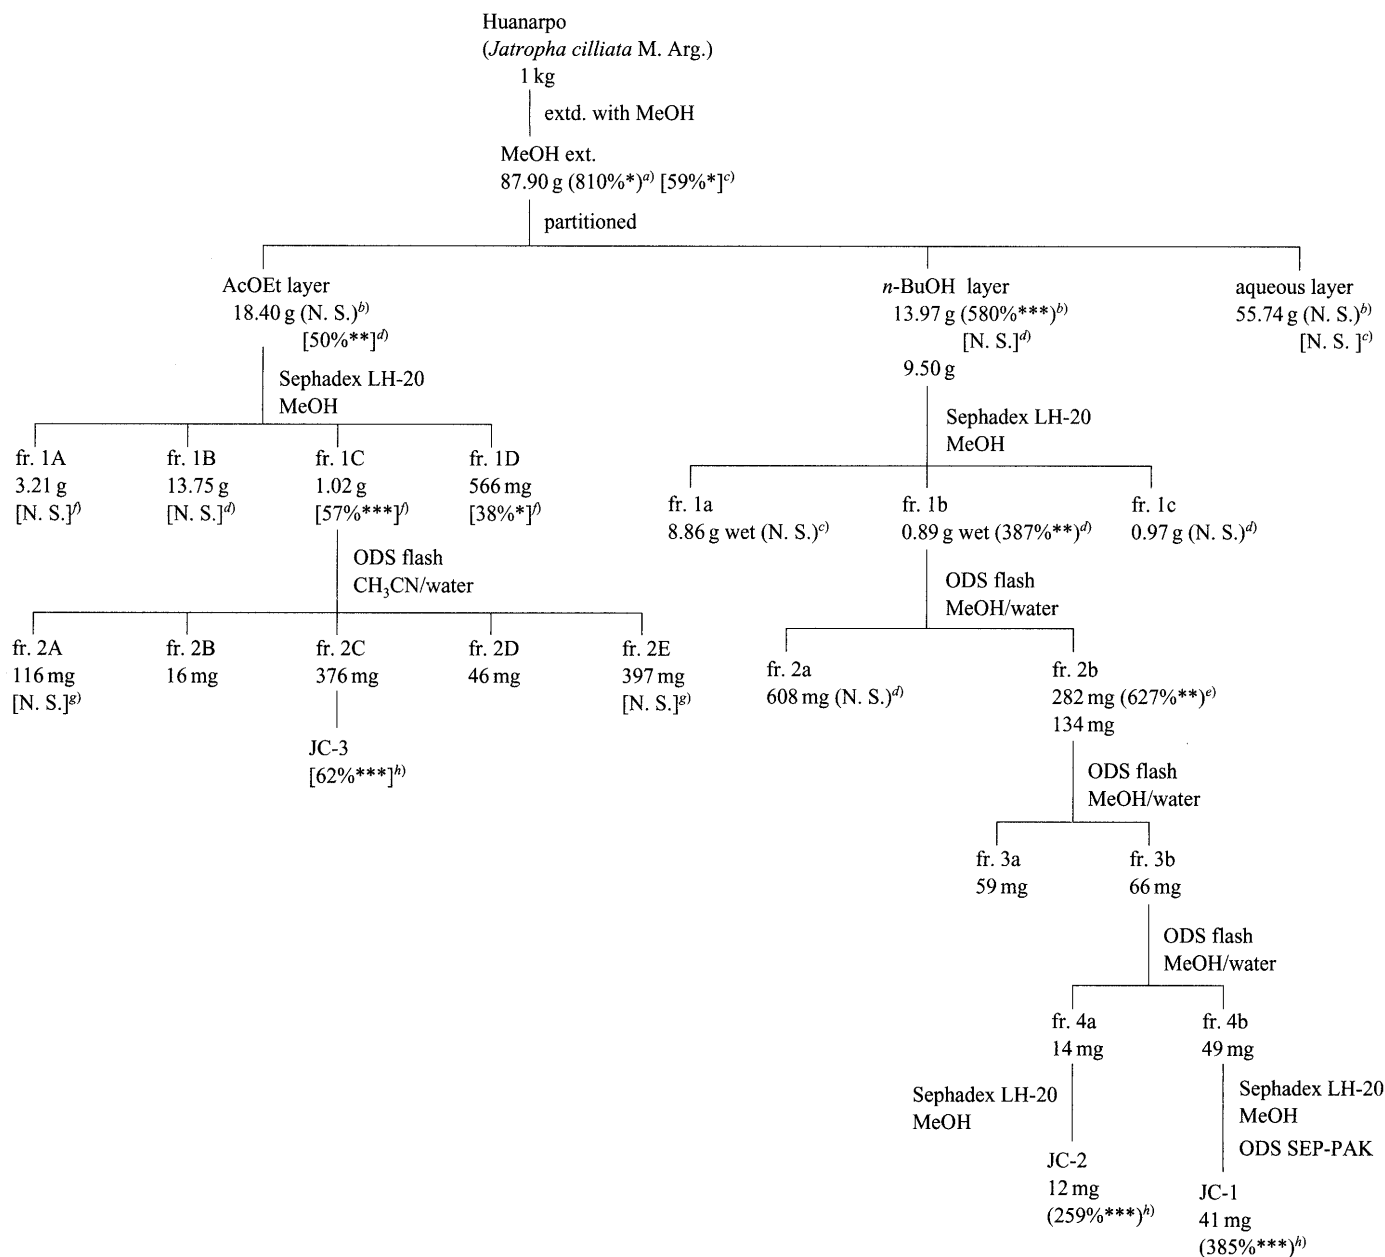 Huanarpo
(Jatropha cilliata M. Arg.)
1 kg
extd. with MeOH
MeOH ext.
87.90 g (810%*)a) [59%*]c)
partitioned
AcOEt layer
18.40 g (N. S.)b)
[50%**]d)
n-BuOH layer
13.97 g (580%***)b)
[N. S.]d)
9.50 g
aqueous layer
55.74 g (N. S.)b)
[N. S. ]c)
Sephadex LH-20
MeOH
fr. 1A
3.21 g
[N. S.]f)
fr. 1B
13.75 g
[N. S.]d)
fr. 1C
1.02 g
[57%***]f)
fr. 1D
566 mg
[38%*]f)
Sephadex LH-20
MeOH
fr. 1a
8.86 g wet (N. S.)c)
fr. 1b
0.89 g wet (387%**)d)
fr. 1c
0.97 g (N. S.)d)
ODS flash
CH3CN/water
fr. 2A
116 mg
[N. S.]g)
fr. 2B
16 mg
fr. 2C
376 mg
fr. 2D
46 mg
fr. 2E
397 mg
[N. S.]g)
JC-3
[62%***]h)
ODS flash
MeOH/water
fr. 2a
608 mg (N. S.)d)
fr. 2b
282 mg (627%**)e)
134 mg
ODS flash
MeOH/water
fr. 3a
59 mg
fr. 3b
66 mg
ODS flash
MeOH/water
fr. 4a
14 mg
fr. 4b
49 mg
Sephadex LH-20
MeOH
JC-2
12 mg
(259%***)h)
Sephadex LH-20
MeOH
ODS SEP-PAK
JC-1
41 mg
(385%***)h)